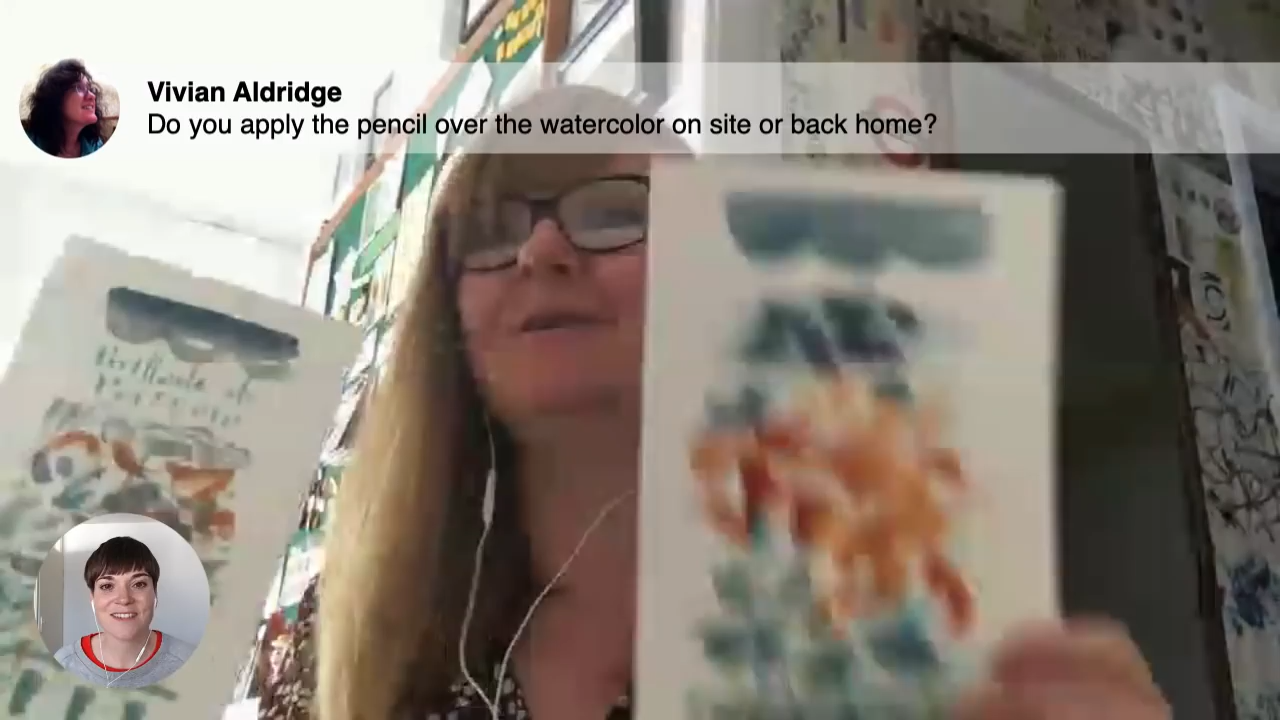 Vivian Aldridge
Do you apply the pencil over the watercolor on site or back home?